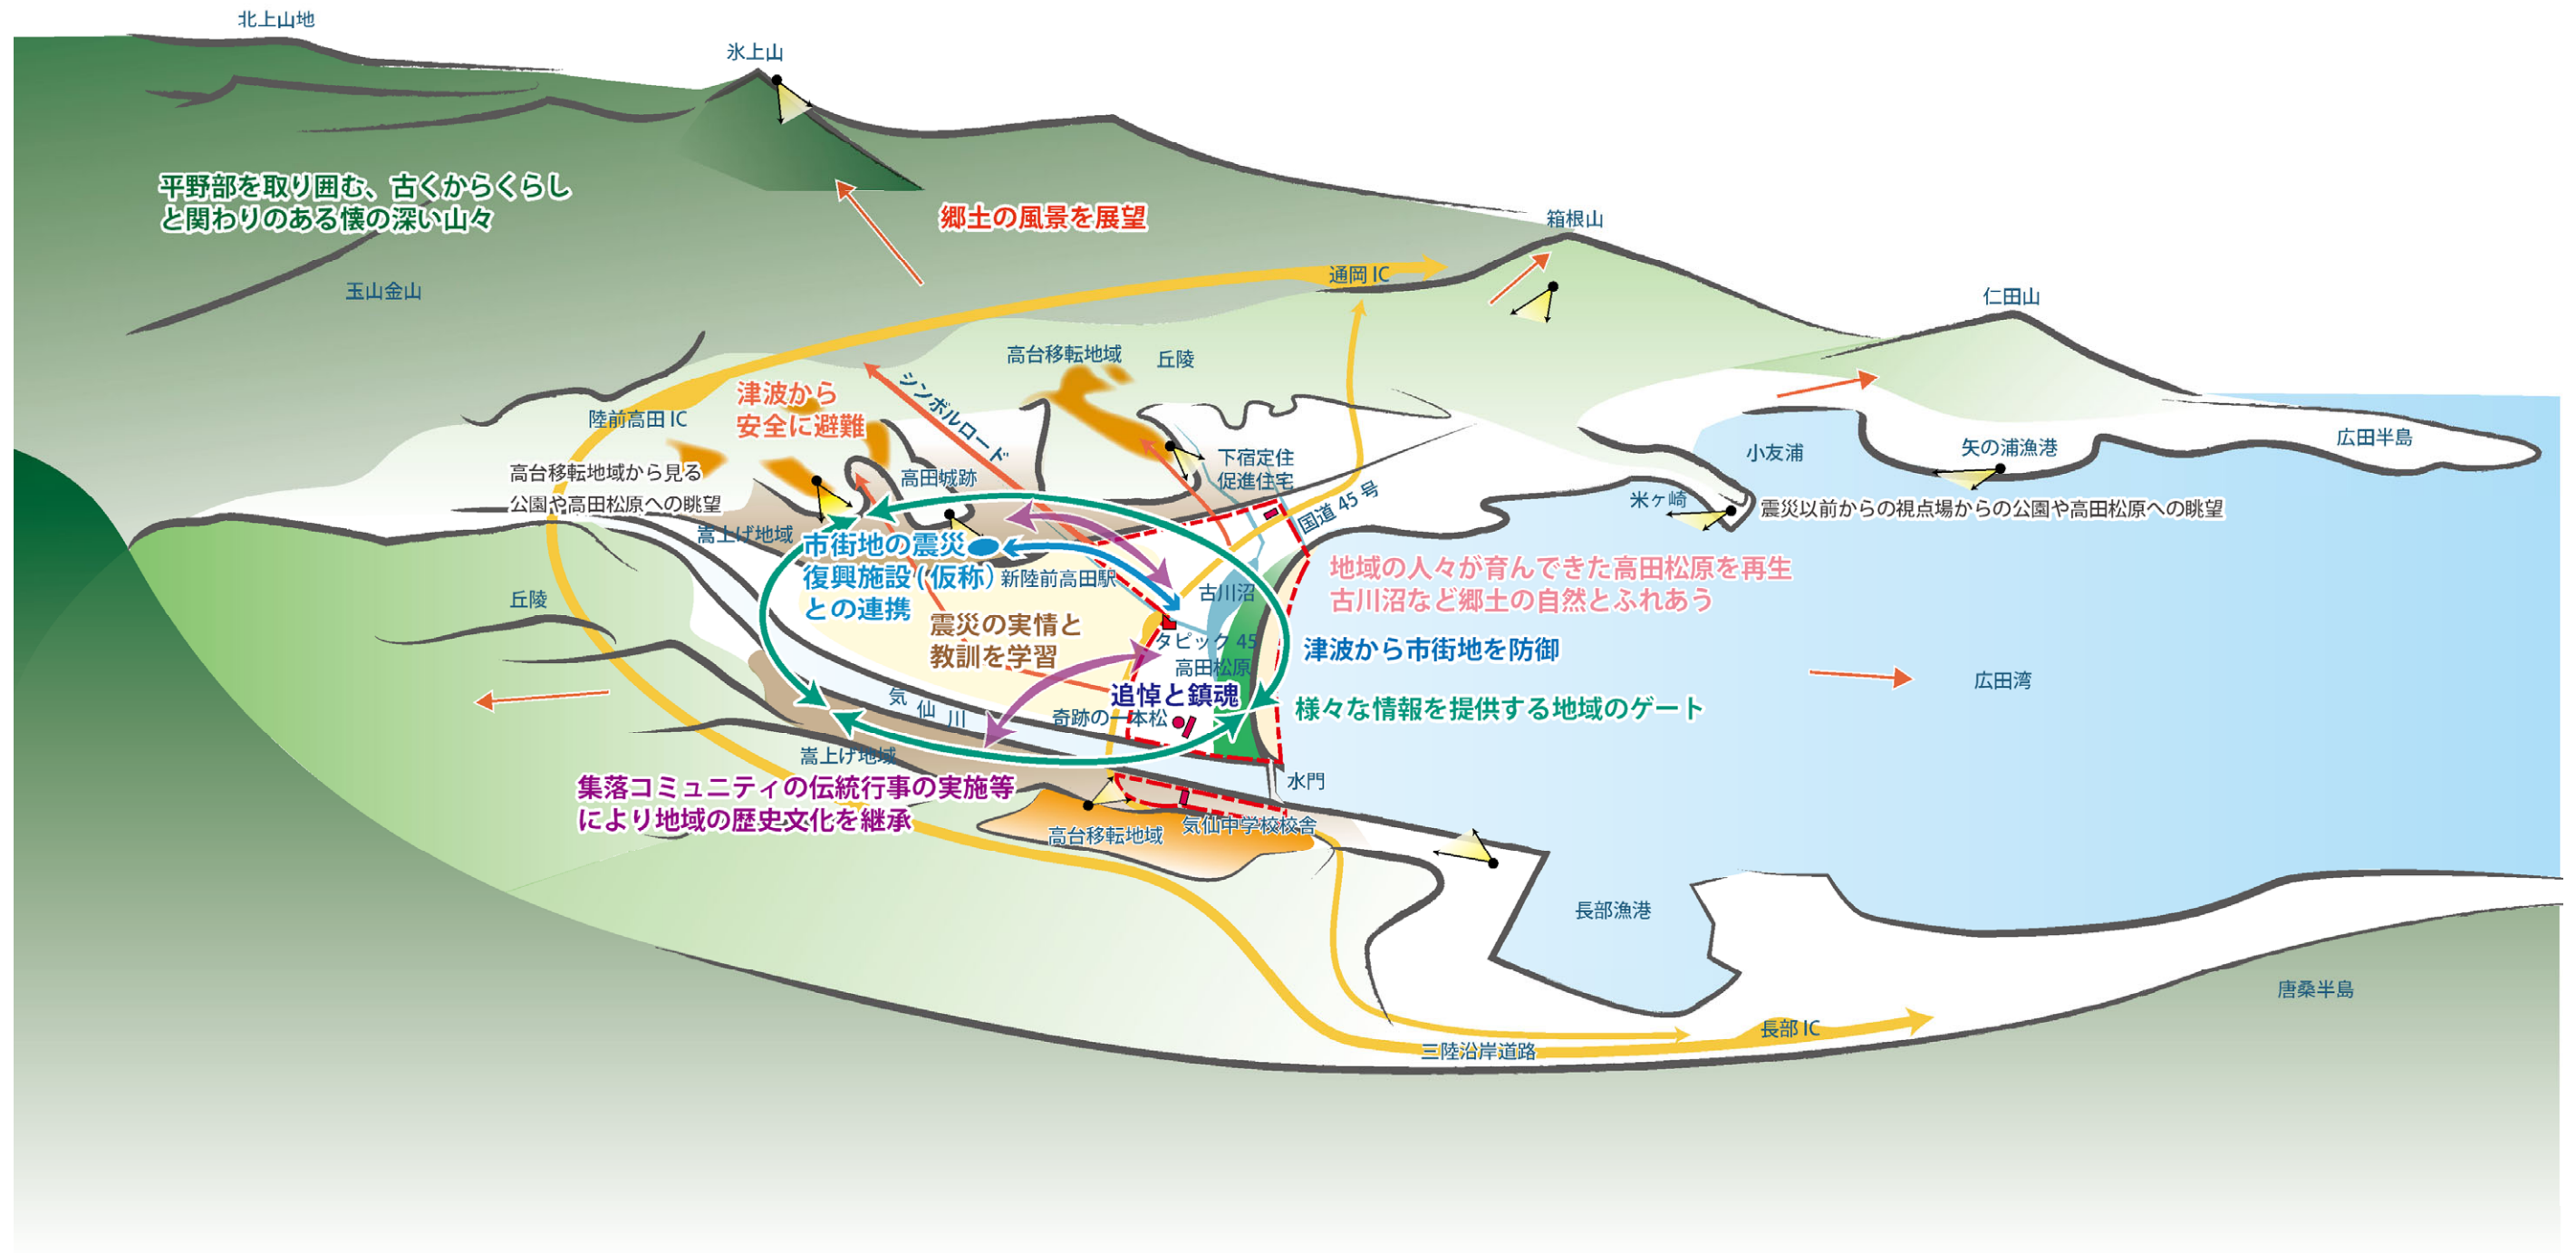 北上山地
氷上山
平野部を取り囲む、古くからくらし
と関わりのある懐の深い山々
郷土の風景を展望
箱根山
通岡 IC
玉山金山
仁田山
高台移転地域
丘陵
シンボルロード
津波から
安全に避難
陸前高田 IC
高台移転地域から見る
公園や高田松原への眺望
高田城跡
下宿定住
促進住宅
国道 45 号
小友浦
矢の浦漁港
広田半島
米ヶ崎
震災以前からの視点場からの公園や高田松原への眺望
嵩上げ地域
市街地の震災
復興施設(仮称)
との連携
新陸前高田駅
古川沼
地域の人々が育んできた高田松原を再生
古川沼など郷土の自然とふれあう
丘陵
震災の実情と
教訓を学習
タピック 45
高田松原
津波から市街地を防御
追悼と鎮魂
広田湾
気仙川
奇跡の一本松
様々な情報を提供する地域のゲート
嵩上げ地域
水門
集落コミュニティの伝統行事の実施等
により地域の歴史文化を継承
高台移転地域
気仙中学校校舎
長部漁港
唐桑半島
長部 IC
三陸沿岸道路